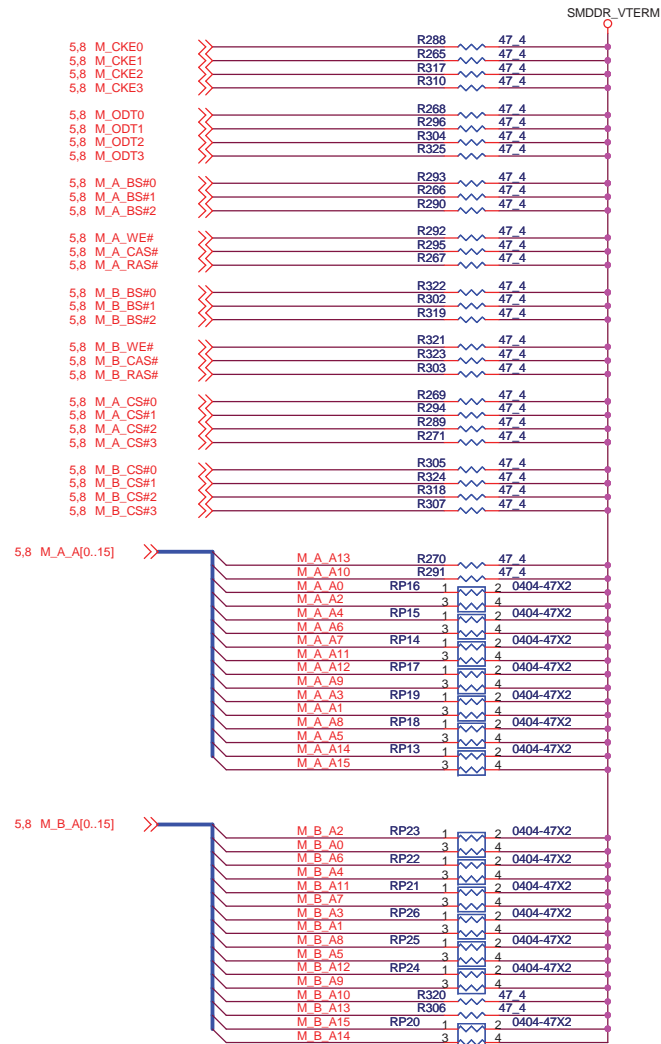 SMDDR_VTERM
5,8 M_CKE0 R288 47_4
5,8 M_CKE1 R265 47_4
5,8 M_CKE2 R317 47_4
5,8 M_CKE3 R310 47_4
5,8 M_ODT0 R268 47_4
5,8 M_ODT1 R296 47_4
5,8 M_ODT2 R304 47_4
5,8 M_ODT3 R325 47_4
5,8 M_A_BS#0 R293 47_4
5,8 M_A_BS#1 R266 47_4
5,8 M_A_BS#2 R290 47_4
5,8 M_A_WE# R292 47_4
5,8 M_A_CAS# R295 47_4
5,8 M_A_RAS# R267 47_4
5,8 M_B_BS#0 R322 47_4
5,8 M_B_BS#1 R302 47_4
5,8 M_B_BS#2 R319 47_4
5,8 M_B_WE# R321 47_4
5,8 M_B_CAS# R323 47_4
5,8 M_B_RAS# R303 47_4
5,8 M_A_CS#0 R269 47_4
5,8 M_A_CS#1 R294 47_4
5,8 M_A_CS#2 R289 47_4
5,8 M_A_CS#3 R271 47_4
5,8 M_B_CS#0 R305 47_4
5,8 M_B_CS#1 R324 47_4
5,8 M_B_CS#2 R318 47_4
5,8 M_B_CS#3 R307 47_4
5,8 M_A_A[0..15]
M_A_A13 R270 47_4
M_A_A10 R291 47_4
M_A_A0 RP16 1 2 0404-47X2
M_A_A2 3 4
M_A_A4 RP15 1 2 0404-47X2
M_A_A6 3 4
M_A_A7 RP14 1 2 0404-47X2
M_A_A11 3 4
M_A_A12 RP17 1 2 0404-47X2
M_A_A9 3 4
M_A_A3 RP19 1 2 0404-47X2
M_A_A1 3 4
M_A_A8 RP18 1 2 0404-47X2
M_A_A5 3 4
M_A_A14 RP13 1 2 0404-47X2
M_A_A15 3 4
5,8 M_B_A[0..15]
M_B_A2 RP23 1 2 0404-47X2
M_B_A0 3 4
M_B_A6 RP22 1 2 0404-47X2
M_B_A4 3 4
M_B_A11 RP21 1 2 0404-47X2
M_B_A7 3 4
M_B_A3 RP26 1 2 0404-47X2
M_B_A1 3 4
M_B_A8 RP25 1 2 0404-47X2
M_B_A5 3 4
M_B_A12 RP24 1 2 0404-47X2
M_B_A9 3 4
M_B_A10 R320 47_4
M_B_A13 R306 47_4
M_B_A15 RP20 1 2 0404-47X2
M_B_A14 3 4